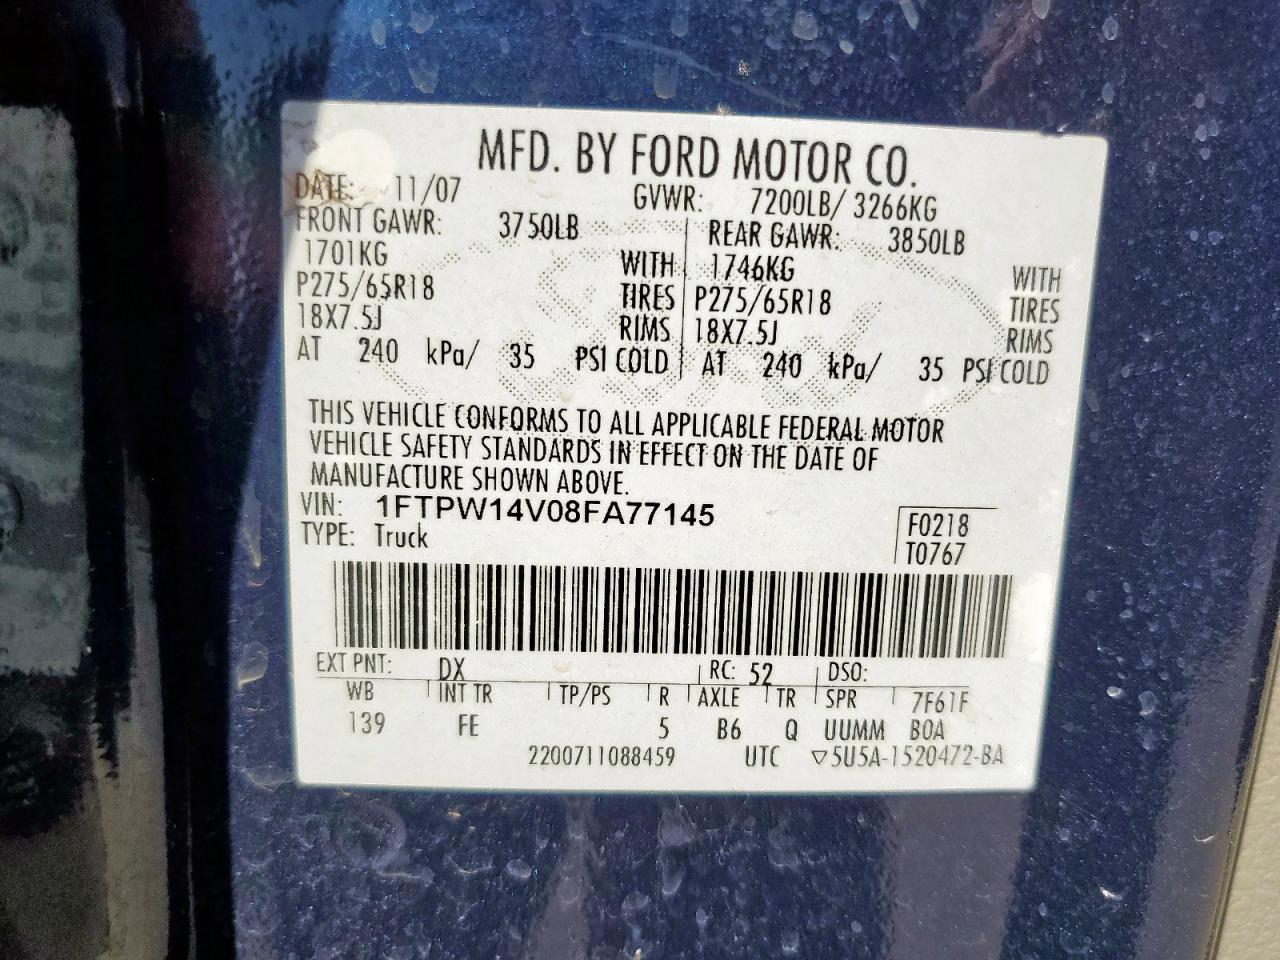 MFD. BY FORD MOTOR CO.
DATE: 11/07 GVWR: 7200LB/ 3266KG
FRONT GAWR: 3750LB REAR GAWR: 3850LB
1701KG WITH 1746KG WITH
P275/65R18 TIRES P275/65R18 TIRES
18X7.5J RIMS 18X7.5J RIMS
AT 240 kPa/ 35 PSI COLD AT 240 kPa/ 35 PSI COLD
THIS VEHICLE CONFORMS TO ALL APPLICABLE FEDERAL MOTOR
VEHICLE SAFETY STANDARDS IN EFFECT ON THE DATE OF
MANUFACTURE SHOWN ABOVE.
VIN: 1FTPW14V08FA77145
TYPE: Truck
F0218
T0767
EXT PNT: DX RC: 52 DSO:
WB INT TR TP/PS R AXLE TR SPR 7F61F
139 FE 5 B6 Q UUMM BOA
2200711088459 UTC ▽5U5A-1520472-BA